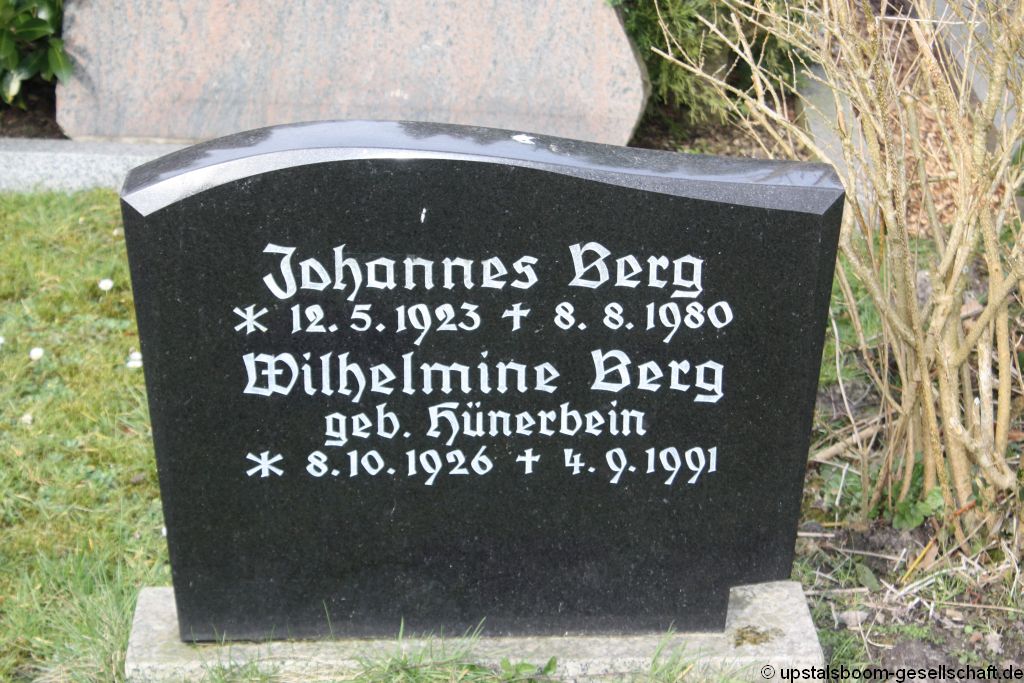 Johannes Berg
* 12.5.1923 ✝ 8.8.1980
Wilhelmine Berg
geb. Hünerbein
* 8.10.1926 ✝ 4.9.1991
© upstalsboom-gesellschaft.de